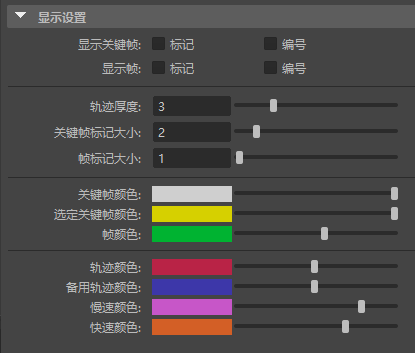 显示设置
显示关键帧: 标记 编号
显示帧: 标记 编号
轨迹厚度: 3
关键帧标记大小: 2
帧标记大小: 1
关键帧颜色:
选定关键帧颜色:
帧颜色:
轨迹颜色:
备用轨迹颜色:
慢速颜色:
快速颜色: